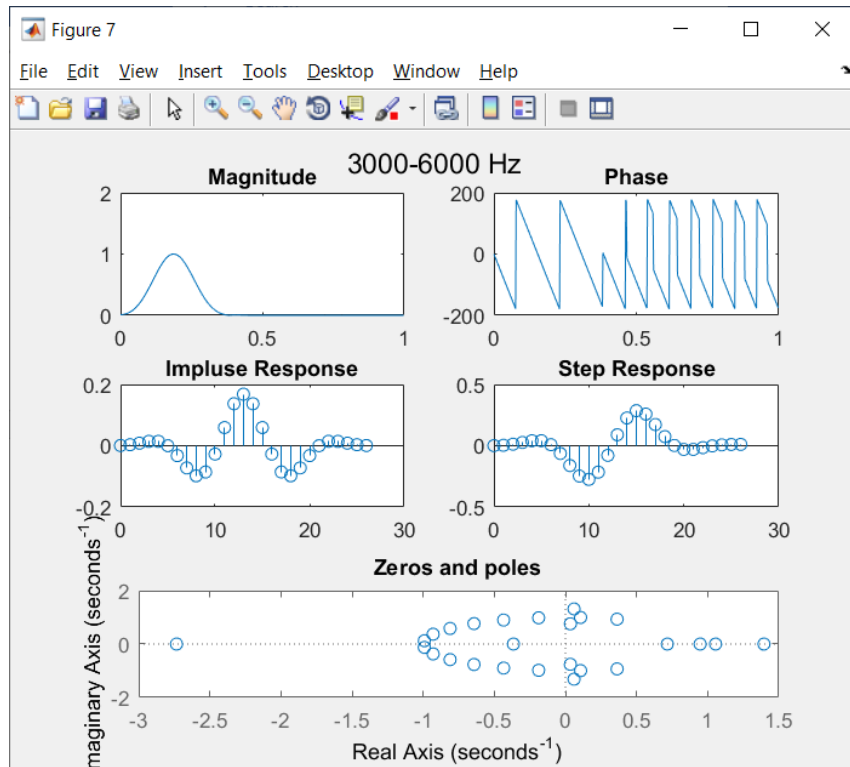 Figure 7
File Edit View Insert Tools Desktop Window Help
3000-6000 Hz
Magnitude
2
1
0
0 0.5 1
Phase
200
0
-200
0 0.5 1
Impluse Response
0.2
0
-0.2
0 10 20 30
Step Response
0.5
0
-0.5
0 10 20 30
Zeros and poles
maginary Axis (seconds⁻¹)
2
0
-2
-3 -2.5 -2 -1.5 -1 -0.5 0 0.5 1 1.5
Real Axis (seconds⁻¹)